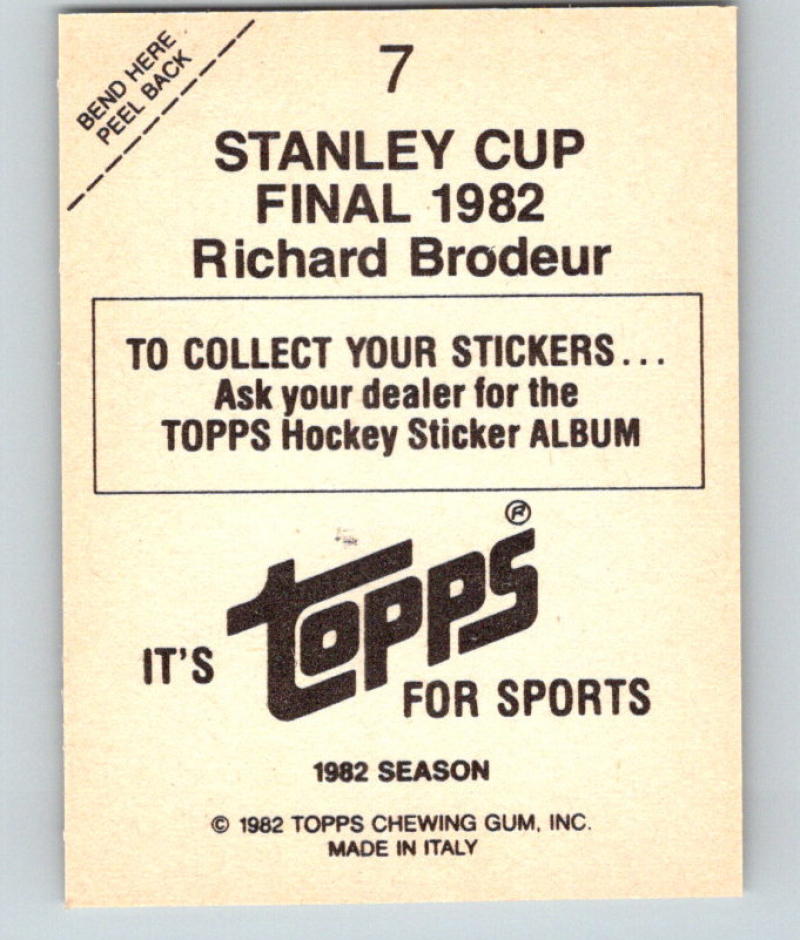 BEND HERE
PEEL BACK
7
STANLEY CUP
FINAL 1982
Richard Brodeur
TO COLLECT YOUR STICKERS...
Ask your dealer for the
TOPPS Hockey Sticker ALBUM
IT'S topps® FOR SPORTS
1982 SEASON
© 1982 TOPPS CHEWING GUM, INC.
MADE IN ITALY